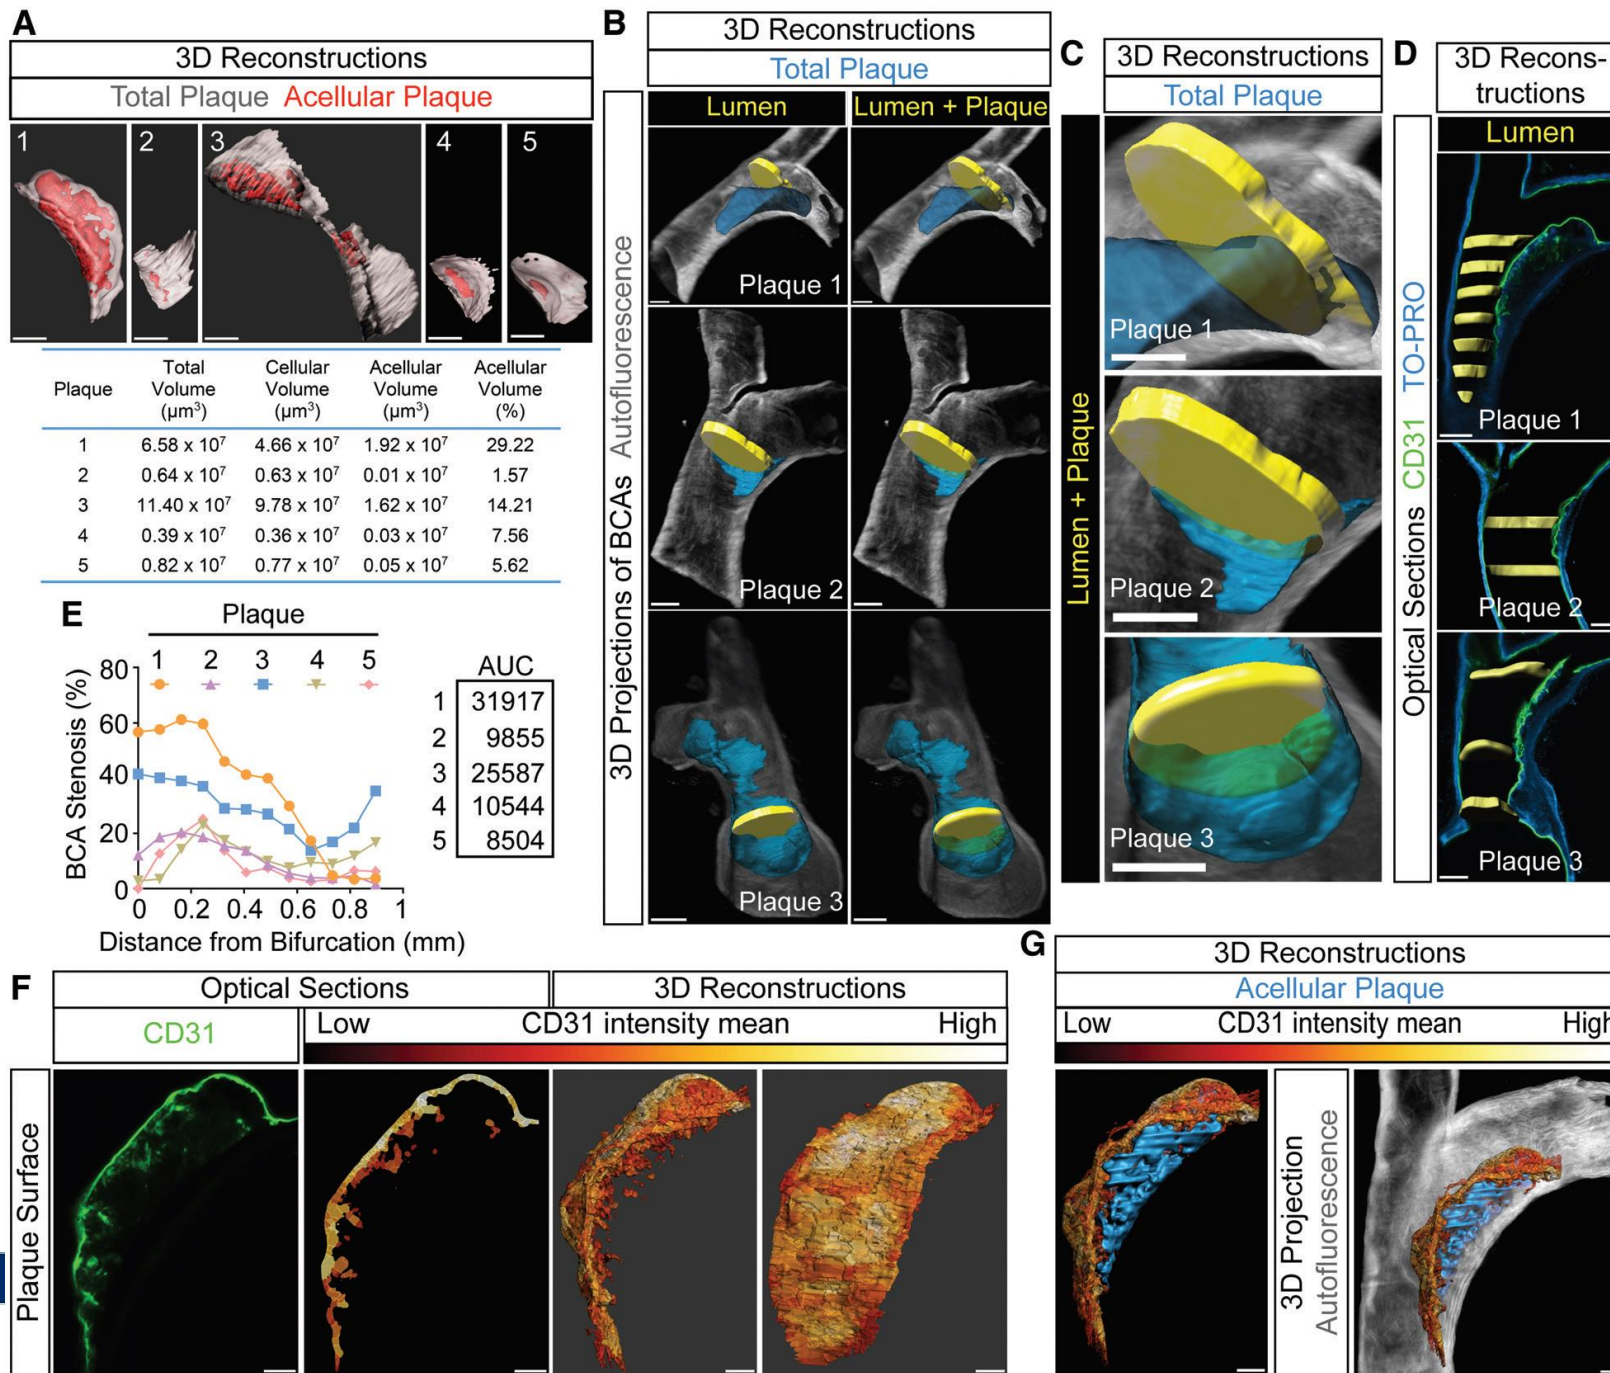 A
3D Reconstructions
Total Plaque Acellular Plaque
1 2 3 4 5
Plaque Total Volume (µm³) Cellular Volume (µm³) Acellular Volume (µm³) Acellular Volume (%)
1 6.58 x 10⁷ 4.66 x 10⁷ 1.92 x 10⁷ 29.22
2 0.64 x 10⁷ 0.63 x 10⁷ 0.01 x 10⁷ 1.57
3 11.40 x 10⁷ 9.78 x 10⁷ 1.62 x 10⁷ 14.21
4 0.39 x 10⁷ 0.36 x 10⁷ 0.03 x 10⁷ 7.56
5 0.82 x 10⁷ 0.77 x 10⁷ 0.05 x 10⁷ 5.62
B
3D Reconstructions
Total Plaque
Lumen Lumen + Plaque
3D Projections of BCAs Autofluorescence
Plaque 1
Plaque 2
Plaque 3
C
3D Reconstructions
Total Plaque
Lumen + Plaque
Plaque 1
Plaque 2
Plaque 3
D
3D Recons-
tructions
Lumen
Optical Sections CD31 TO-PRO
Plaque 1
Plaque 2
Plaque 3
E
Plaque
1 2 3 4 5
BCA Stenosis (%)
80
60
40
20
0
0 0.2 0.4 0.6 0.8 1
Distance from Bifurcation (mm)
AUC
1 31917
2 9855
3 25587
4 10544
5 8504
F
Optical Sections 3D Reconstructions
CD31
Low CD31 intensity mean High
Plaque Surface
G
3D Reconstructions
Acellular Plaque
Low CD31 intensity mean High
3D Projection
Autofluorescence